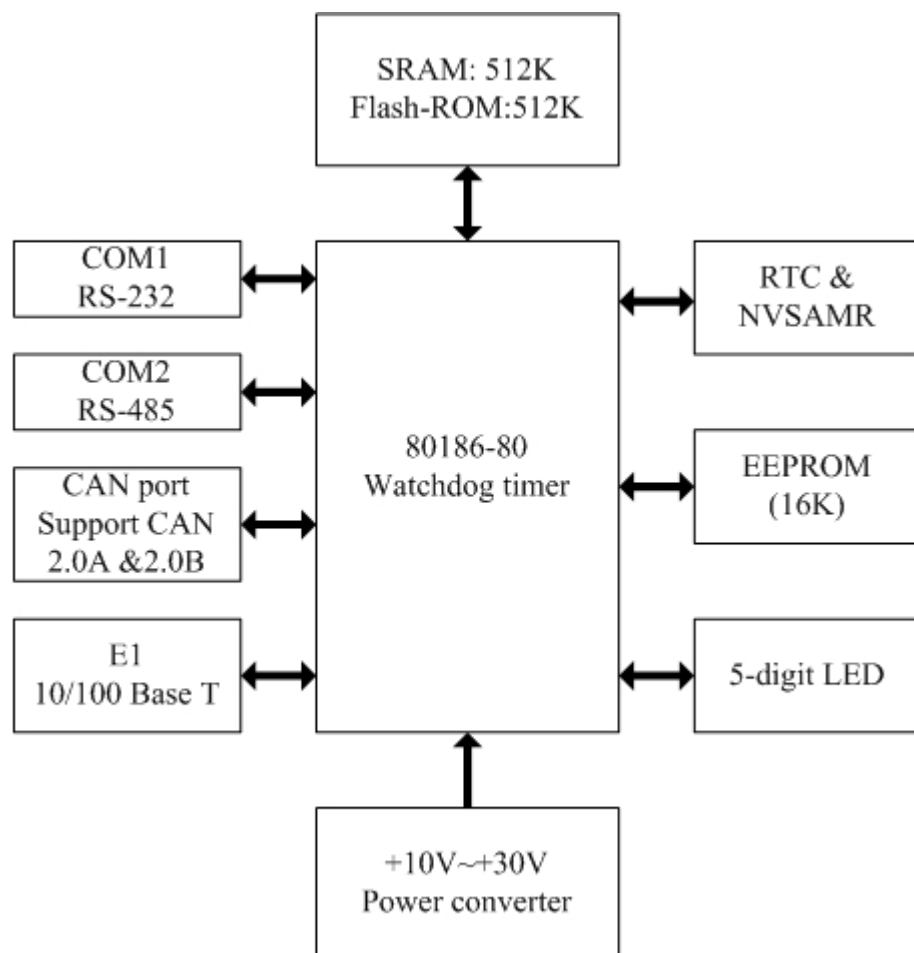 SRAM: 512K
Flash-ROM:512K
COM1
RS-232
COM2
RS-485
CAN port
Support CAN
2.0A &2.0B
E1
10/100 Base T
80186-80
Watchdog timer
RTC &
NVSAMR
EEPROM
(16K)
5-digit LED
+10V~+30V
Power converter